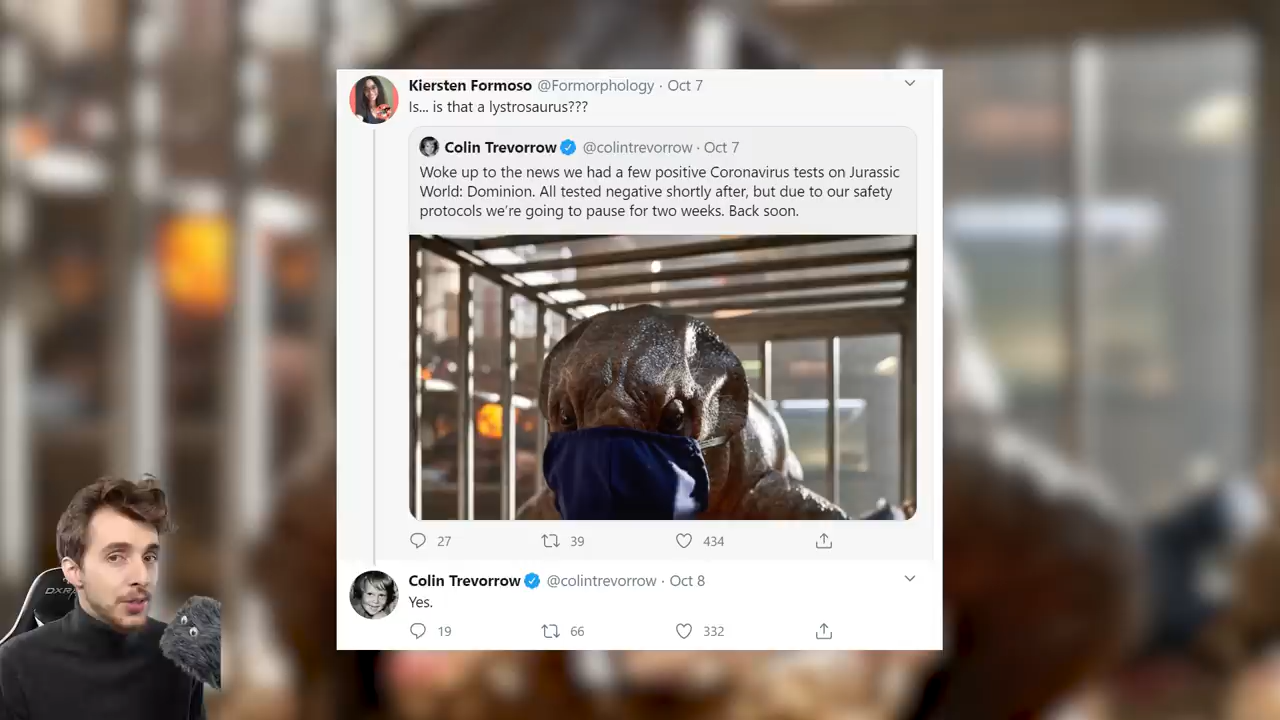 Kiersten Formoso @Formorphology · Oct 7
Is... is that a lystrosaurus???
Colin Trevorrow @colintrevorrow · Oct 7
Woke up to the news we had a few positive Coronavirus tests on Jurassic
World: Dominion. All tested negative shortly after, but due to our safety
protocols we're going to pause for two weeks. Back soon.
27 39 434
Colin Trevorrow @colintrevorrow · Oct 8
Yes.
19 66 332